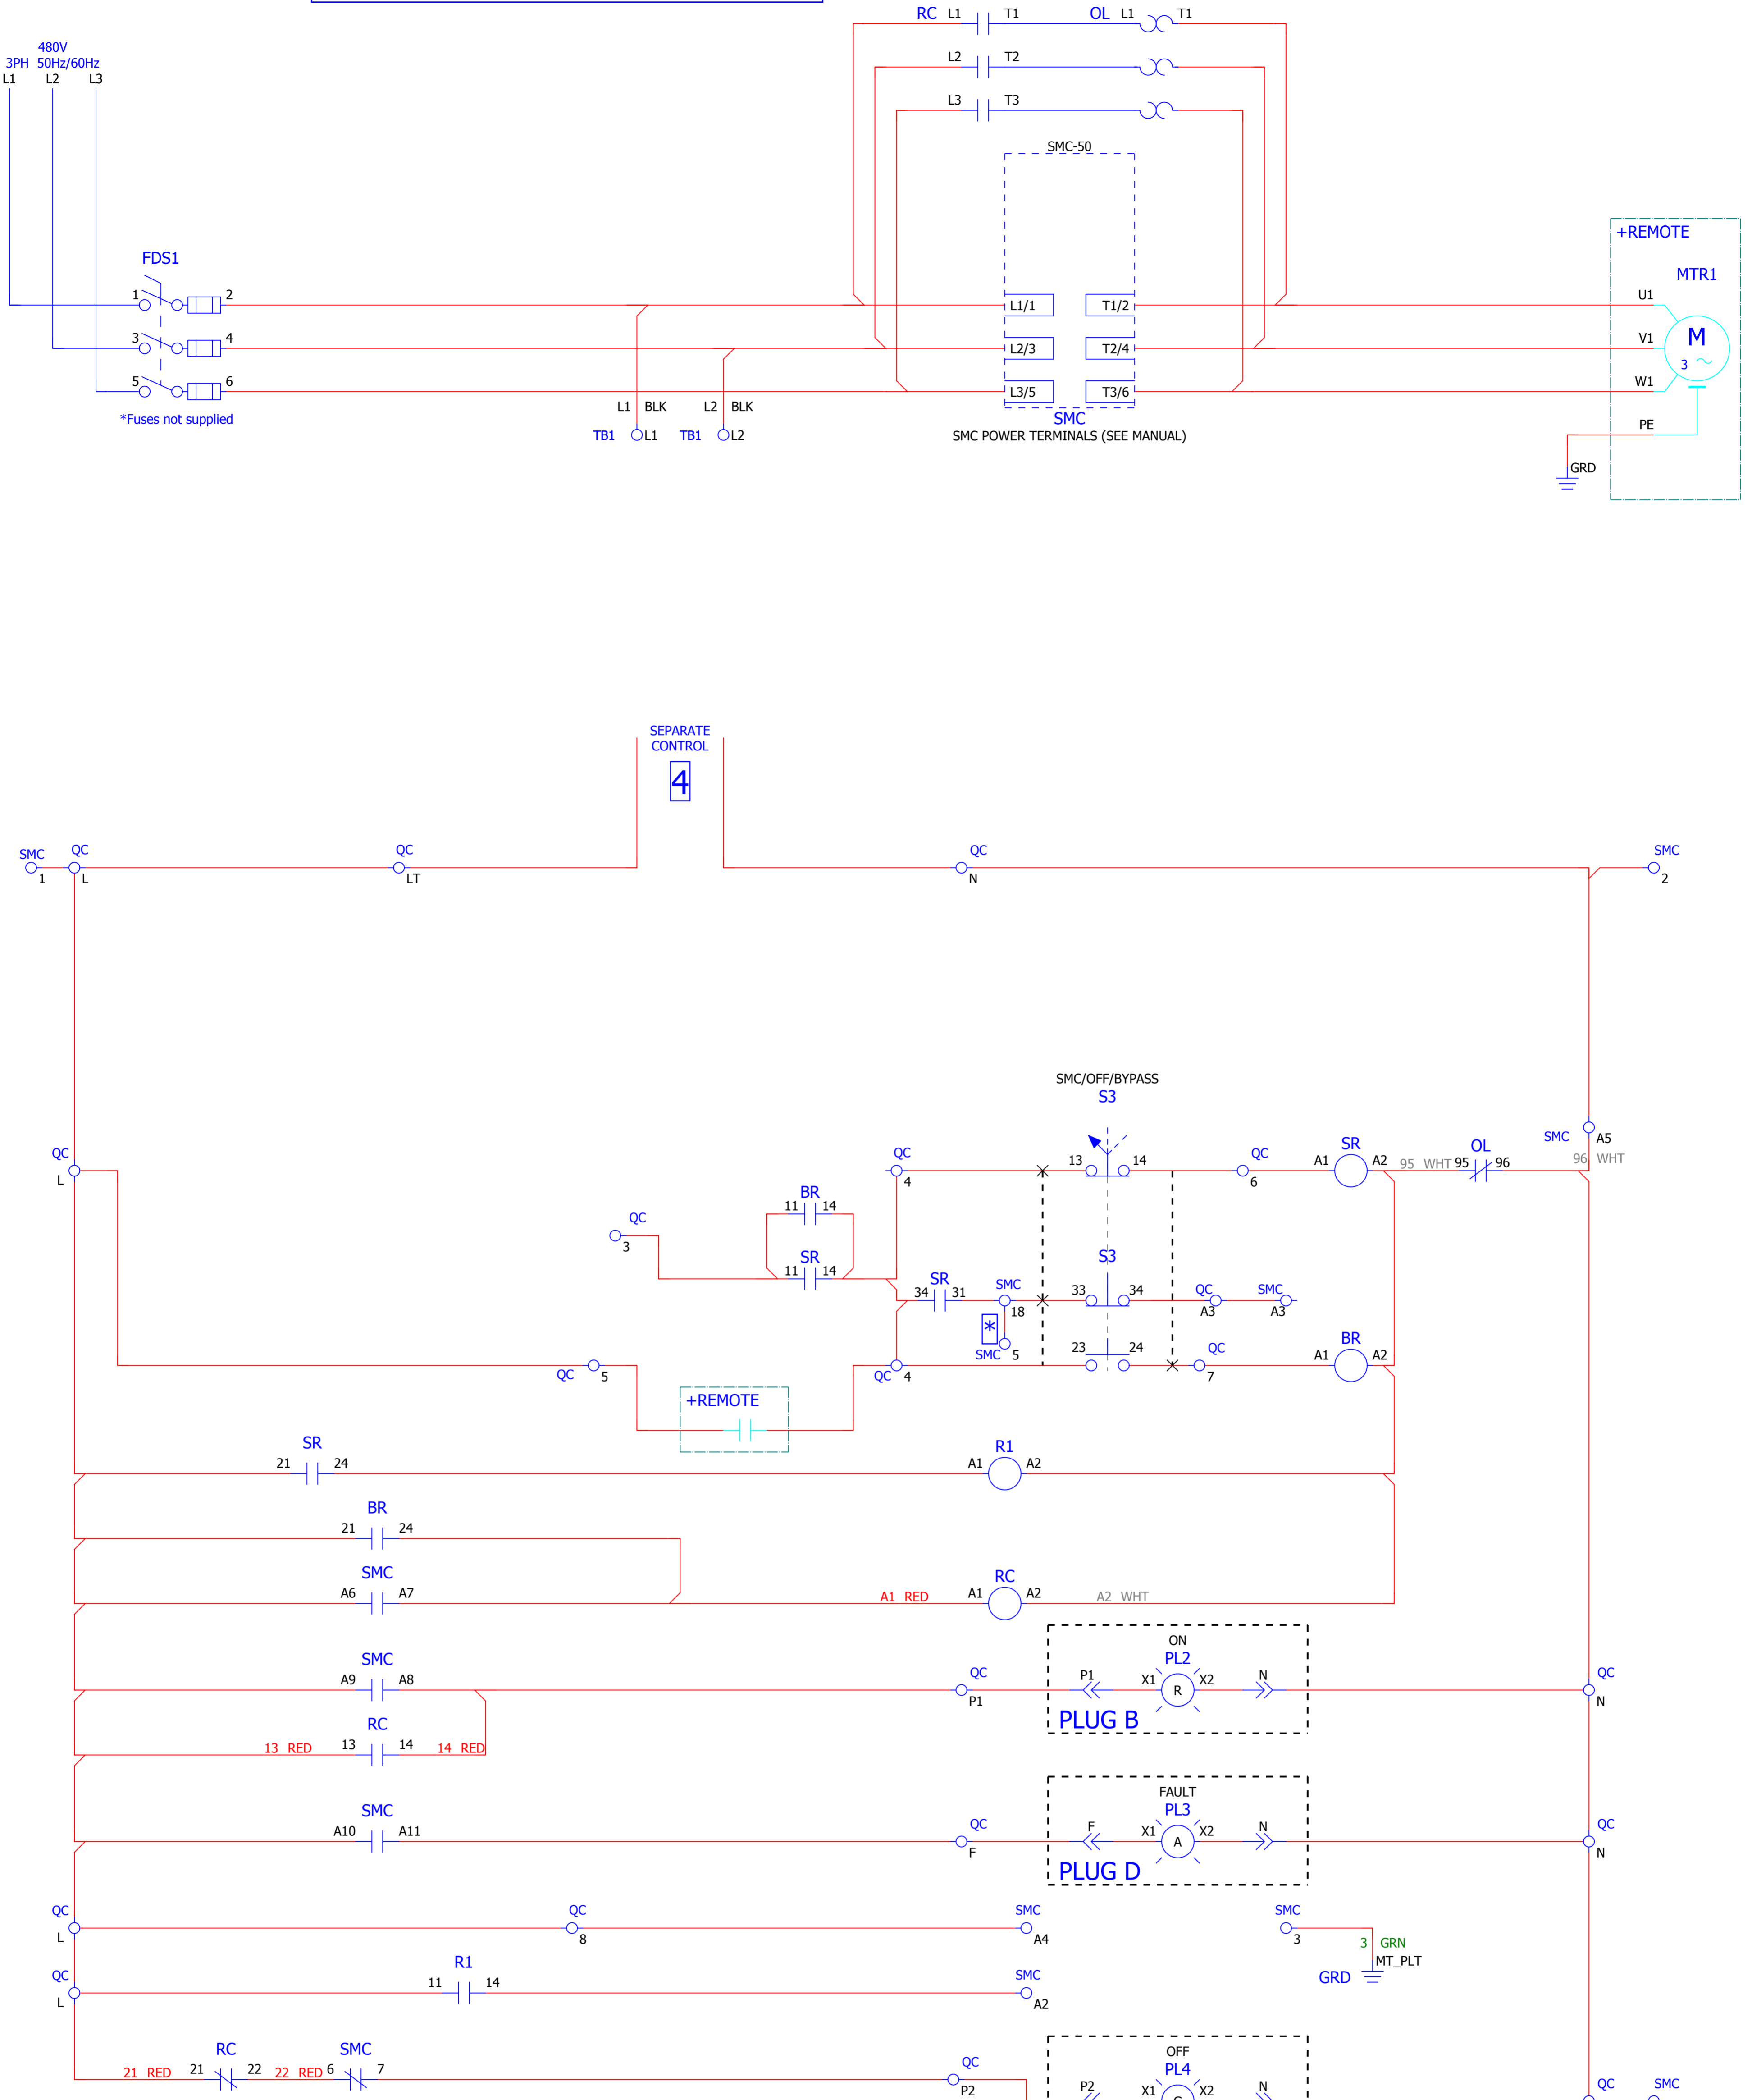 RC L1 T1 OL L1 T1
480V
3PH 50Hz/60Hz
L1 L2 L3
L2 T2
L3 T3
SMC-50
+REMOTE
MTR1
FDS1
1 2 L1/1 T1/2 U1
3 4 L2/3 T2/4 V1
M
3
5 6 L3/5 T3/6 W1
*Fuses not supplied
L1 BLK L2 BLK
SMC
PE
TB1 L1 TB1 L2
SMC POWER TERMINALS (SEE MANUAL)
GRD
SEPARATE
CONTROL
4
SMC QC QC QC SMC
1 L LT N 2
SMC/OFF/BYPASS
S3
SMC A5
QC QC 13 14 QC A1 SR A2 95 WHT 95 OL 96 96 WHT
L 4 6
BR
11 14
QC
3
SR
11 14
S3
SR
34 31 SMC 33 34 QC SMC
18 A3 A3
*
SMC 5 23 24 QC A1 BR A2
QC 5 QC 4 7
+REMOTE
SR R1
21 24 A1 A2
BR
21 24
SMC RC
A6 A7 A1 RED A1 A2 A2 WHT
ON
SMC PL2
A9 A8 QC P1 X1 R X2 N QC
P1 N
PLUG B
RC
13 RED 13 14 14 RED
FAULT
SMC PL3
A10 A11 QC F X1 A X2 N QC
F N
PLUG D
QC QC SMC SMC
L 8 A4 3 3 GRN
MT_PLT
GRD
QC R1 SMC
L 11 14 A2
OFF
RC SMC PL4
21 RED 21 22 22 RED 6 7 QC P2 X1 X2 N QC SMC
P2